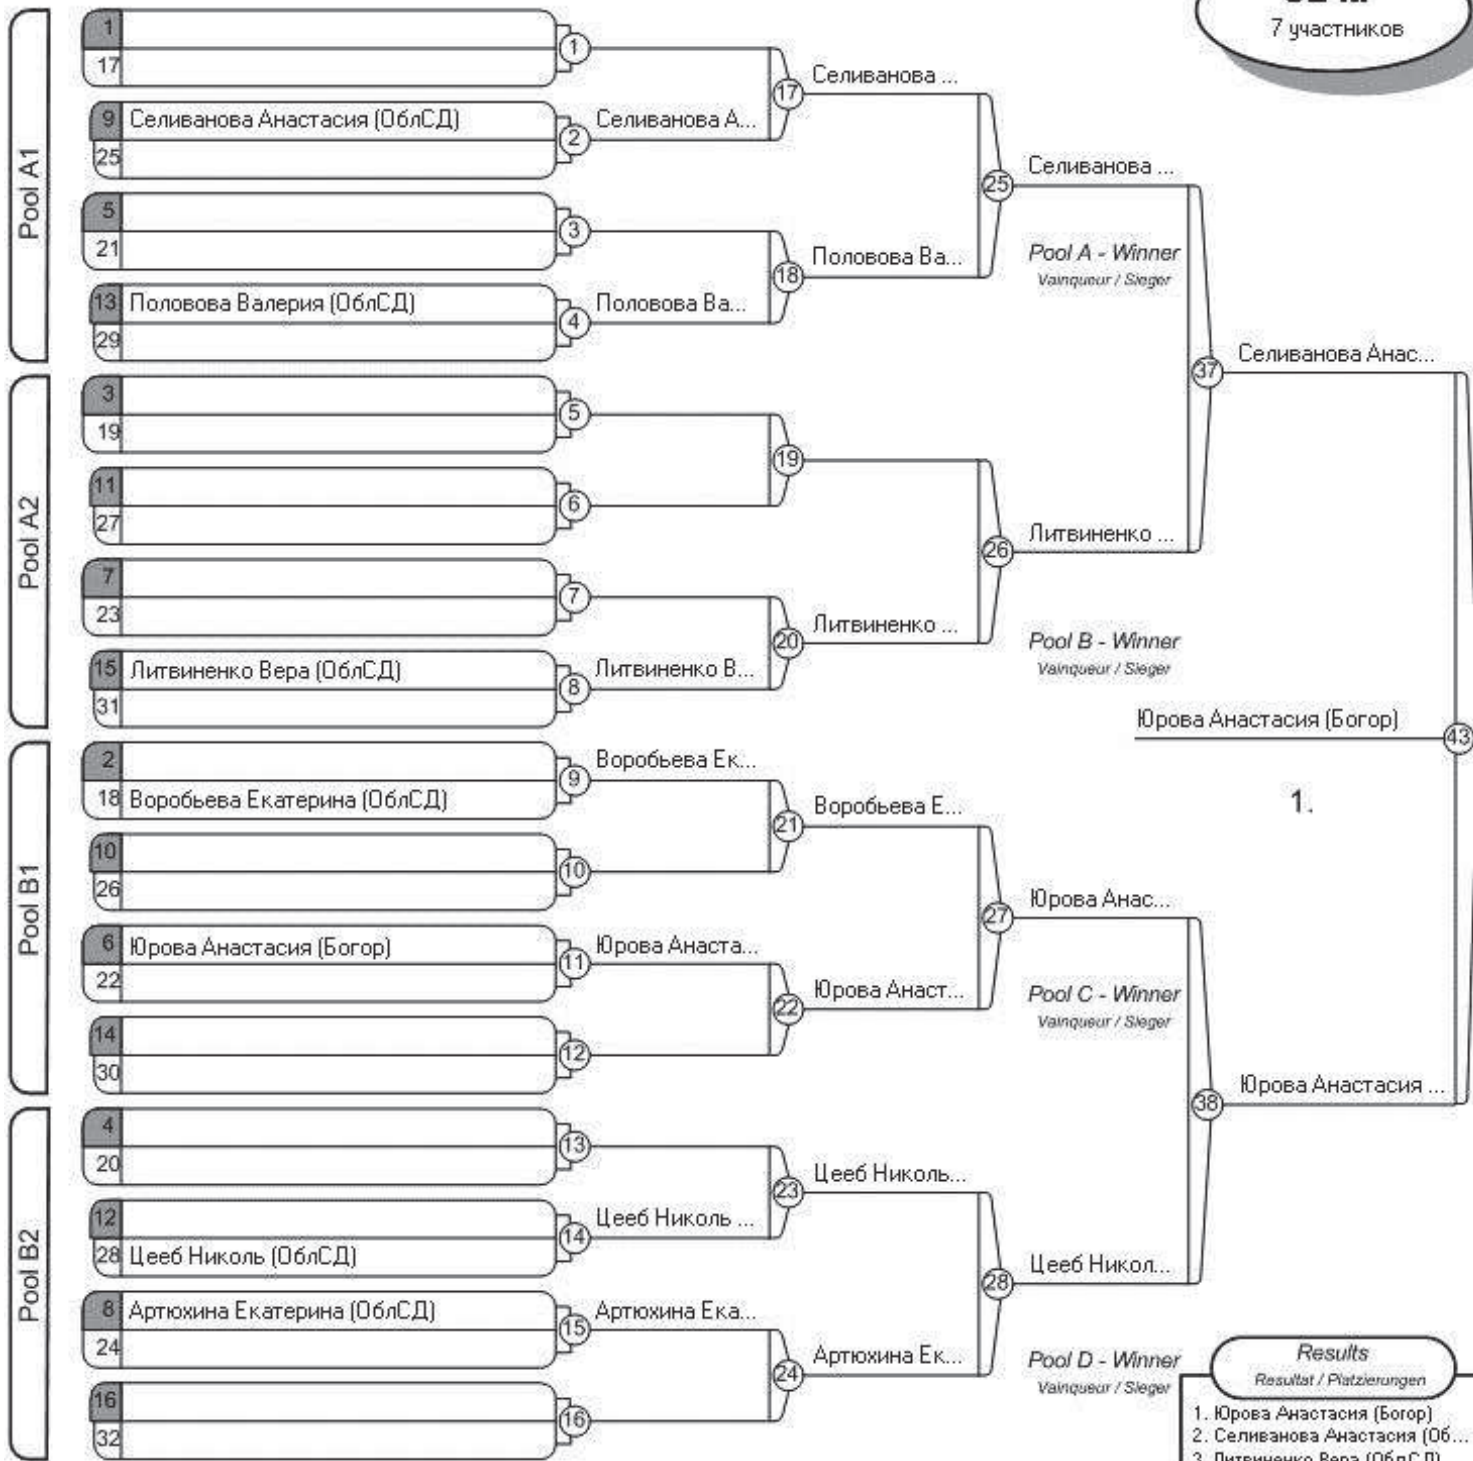 7 участников
Pool A1
1
17
1
9 Селиванова Анастасия (ОблСД)
25
2
Селиванова А...
17
Селиванова ...
5
21
3
13 Половова Валерия (ОблСД)
29
4
Половова Ва...
18
Половова Ва...
25
Селиванова ...
Pool A - Winner
Vainqueur / Sieger
Pool A2
3
19
5
11
27
6
19
7
23
7
15 Литвиненко Вера (ОблСД)
31
8
Литвиненко В...
20
Литвиненко ...
26
Литвиненко ...
Pool B - Winner
Vainqueur / Sieger
37
Селиванова Анас...
Pool B1
2
18 Воробьева Екатерина (ОблСД)
9
Воробьева Ек...
10
26
10
21
Воробьева Е...
6 Юрова Анастасия (Богор)
22
11
Юрова Анаста...
14
30
12
22
Юрова Анаст...
27
Юрова Анас...
Pool C - Winner
Vainqueur / Sieger
Юрова Анастасия (Богор)
43
1.
Pool B2
4
20
13
12
28 Цееб Николь (ОблСД)
14
Цееб Николь ...
23
Цееб Николь...
8 Артюхина Екатерина (ОблСД)
24
15
Артюхина Ека...
16
32
16
24
Артюхина Ек...
28
Цееб Никол...
Pool D - Winner
Vainqueur / Sieger
38
Юрова Анастасия ...
Results
Resultat / Platzierungen
1. Юрова Анастасия (Богор)
2. Селиванова Анастасия (Об...
3. Литвиненко Вера (ОблСД)